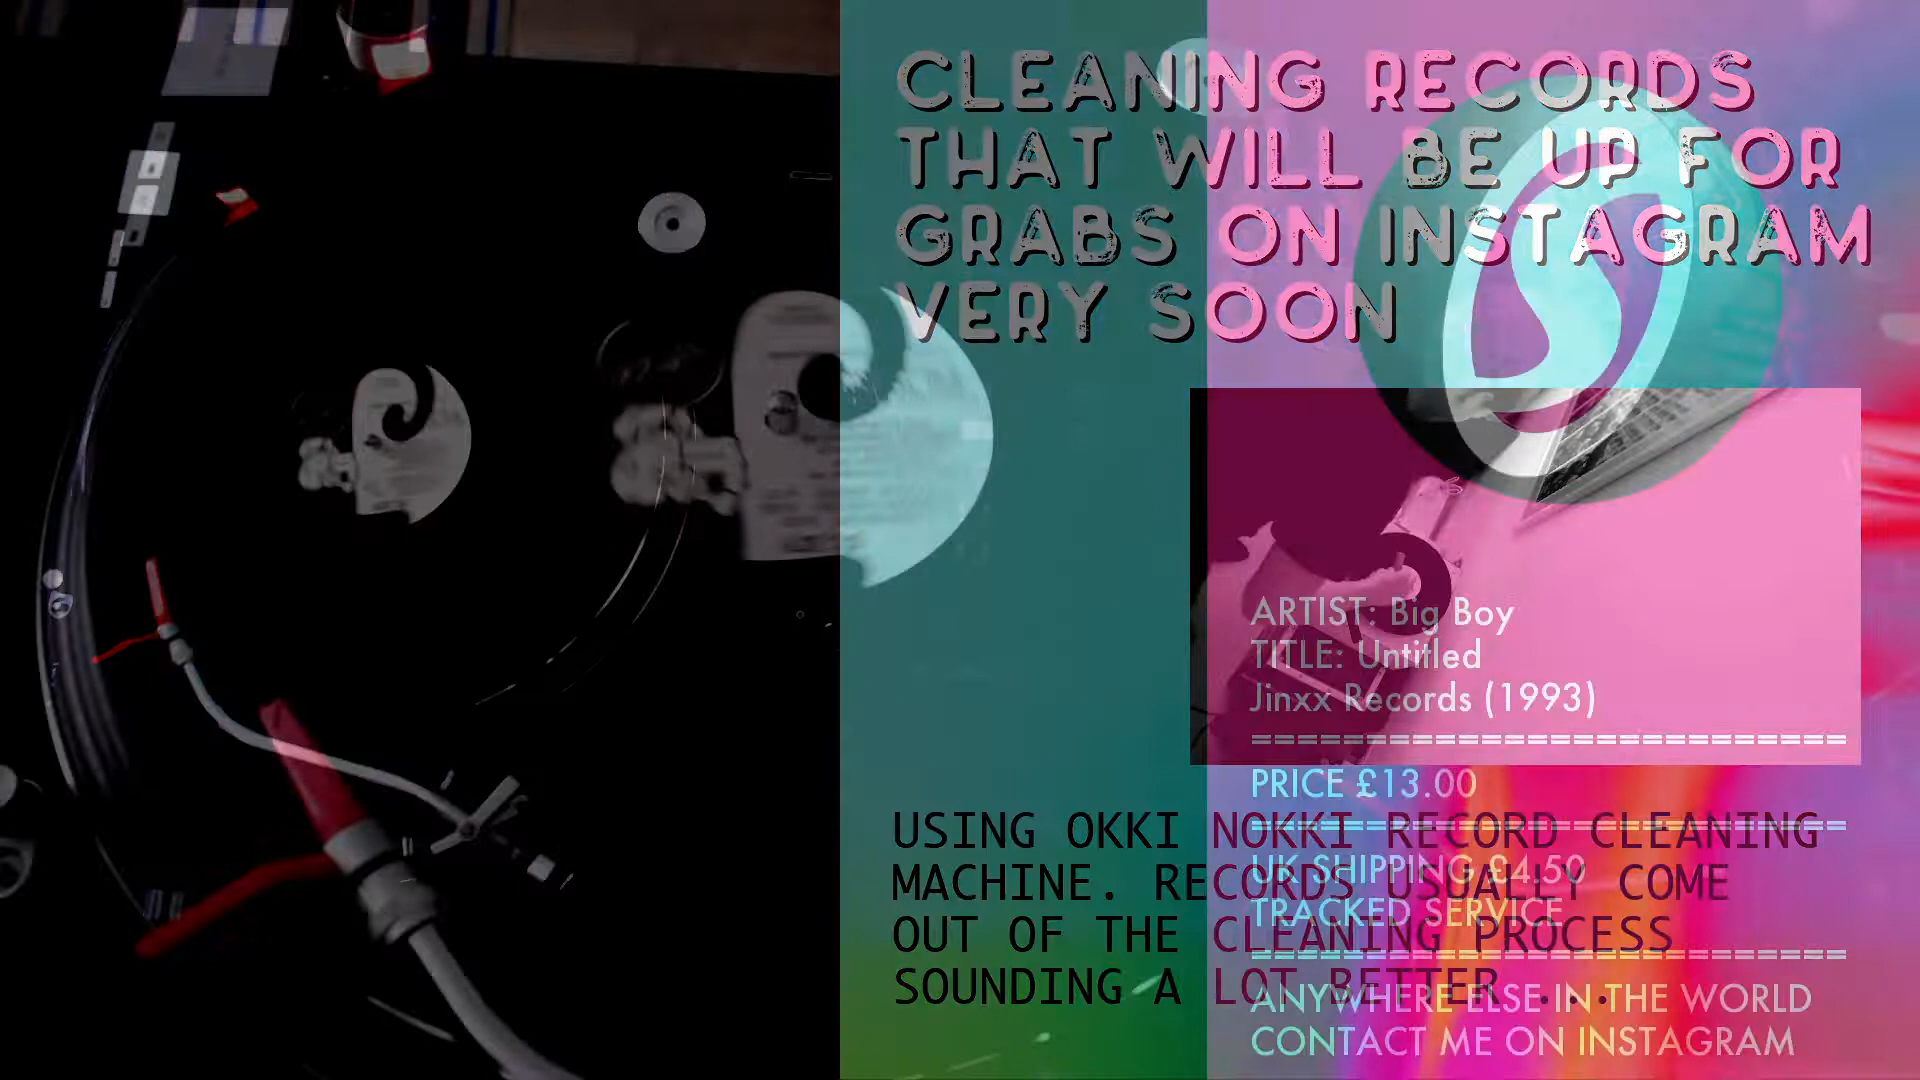 CLEANING RECORDS
THAT WILL BE UP FOR
GRABS ON INSTAGRAM
VERY SOON
ARTIST: Big Boy
TITLE: Untitled
Jinxx Records (1993)
===========================
PRICE £13.00
===========================
UK SHIPPING £4.50
TRACKED SERVICE
===========================
ANYWHERE ELSE IN THE WORLD
CONTACT ME ON INSTAGRAM
USING OKKI NOKKI RECORD CLEANING
MACHINE. RECORDS USUALLY COME
OUT OF THE CLEANING PROCESS
SOUNDING A LOT BETTER ...